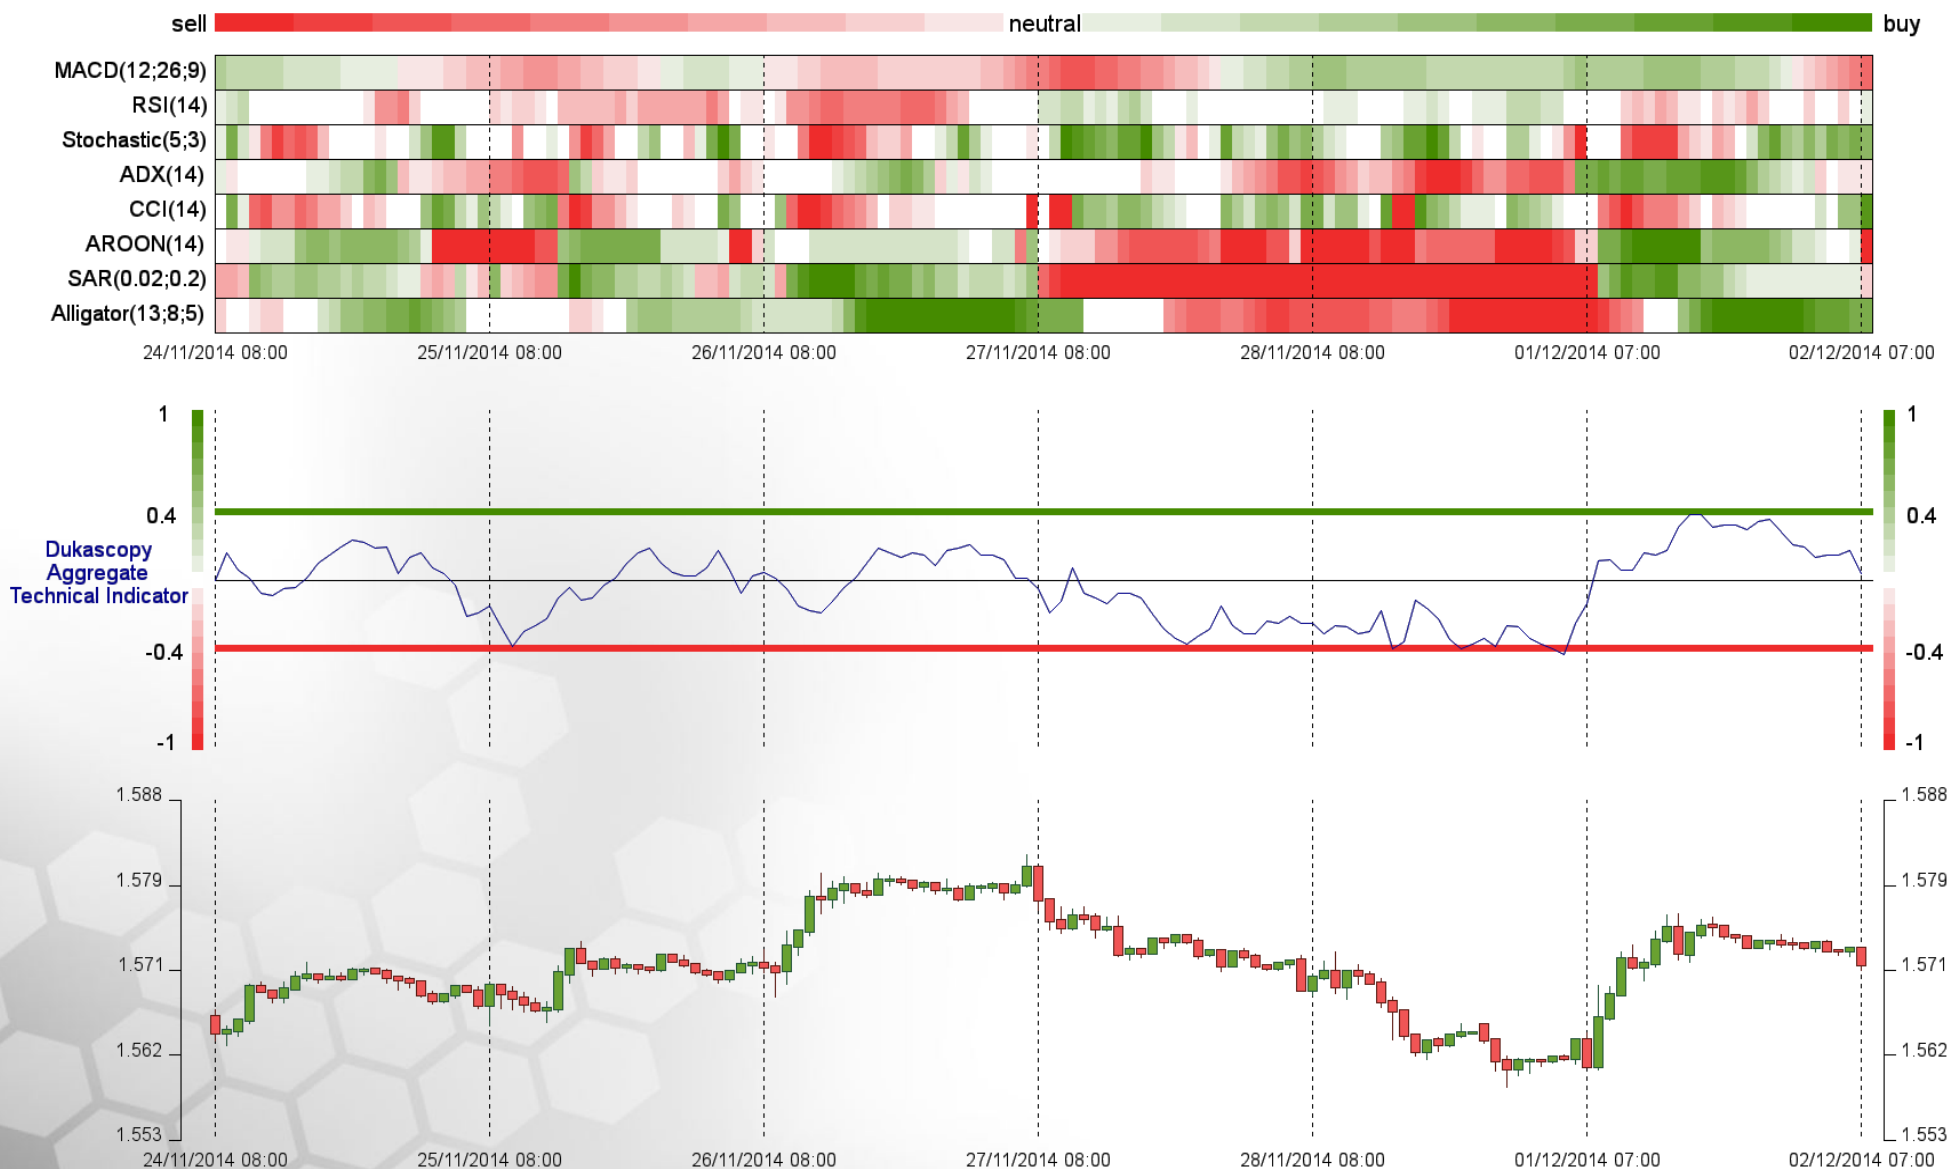 sell neutral buy
MACD(12;26;9)
RSI(14)
Stochastic(5;3)
ADX(14)
CCI(14)
AROON(14)
SAR(0.02;0.2)
Alligator(13;8;5)
24/11/2014 08:00 25/11/2014 08:00 26/11/2014 08:00 27/11/2014 08:00 28/11/2014 08:00 01/12/2014 07:00 02/12/2014 07:00
1 1
0.4 0.4
Dukascopy
Aggregate
Technical Indicator
-0.4 -0.4
-1 -1
1.588 1.588
1.579 1.579
1.571 1.571
1.562 1.562
1.553 1.553
24/11/2014 08:00 25/11/2014 08:00 26/11/2014 08:00 27/11/2014 08:00 28/11/2014 08:00 01/12/2014 07:00 02/12/2014 07:00